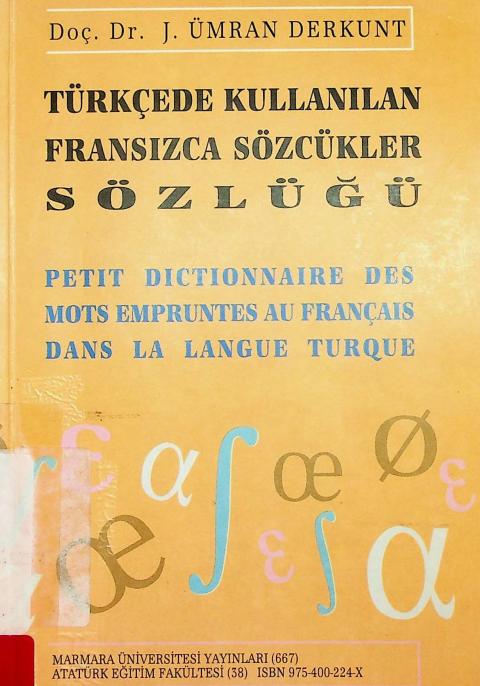 Doç. Dr. J. ÜMRAN DERKUNT
TÜRKÇEDE KULLANILAN
FRANSIZCA SÖZCÜKLER
SÖZLÜĞÜ
PETIT DICTIONNAIRE DES
MOTS EMPRUNTES AU FRANÇAIS
DANS LA LANGUE TURQUE
ε α ʃ œ Ø ε
œ ε ʃ α
MARMARA ÜNİVERSİTESİ YAYINLARI (667)
ATATÜRK EĞİTİM FAKÜLTESİ (38) ISBN 975-400-224-X